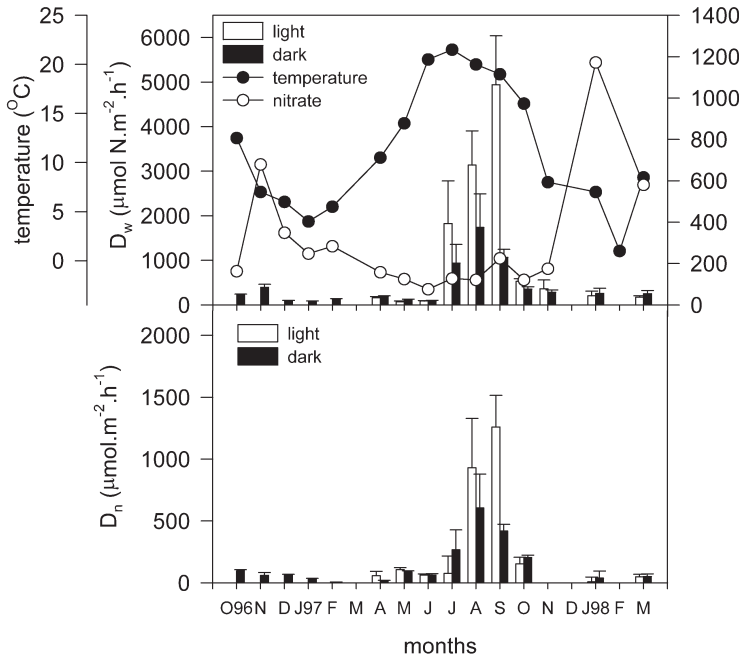 25
20
15
10
5
0
temperature (°C)
6000
5000
4000
3000
2000
1000
0
Dw (μmol N.m-2.h-1)
light
dark
temperature
nitrate
1400
1200
1000
800
600
400
200
0
2000
1500
1000
500
0
Dn (μmol.m-2.h-1)
light
dark
O96 N D J97 F M A M J J A S O N D J98 F M
months